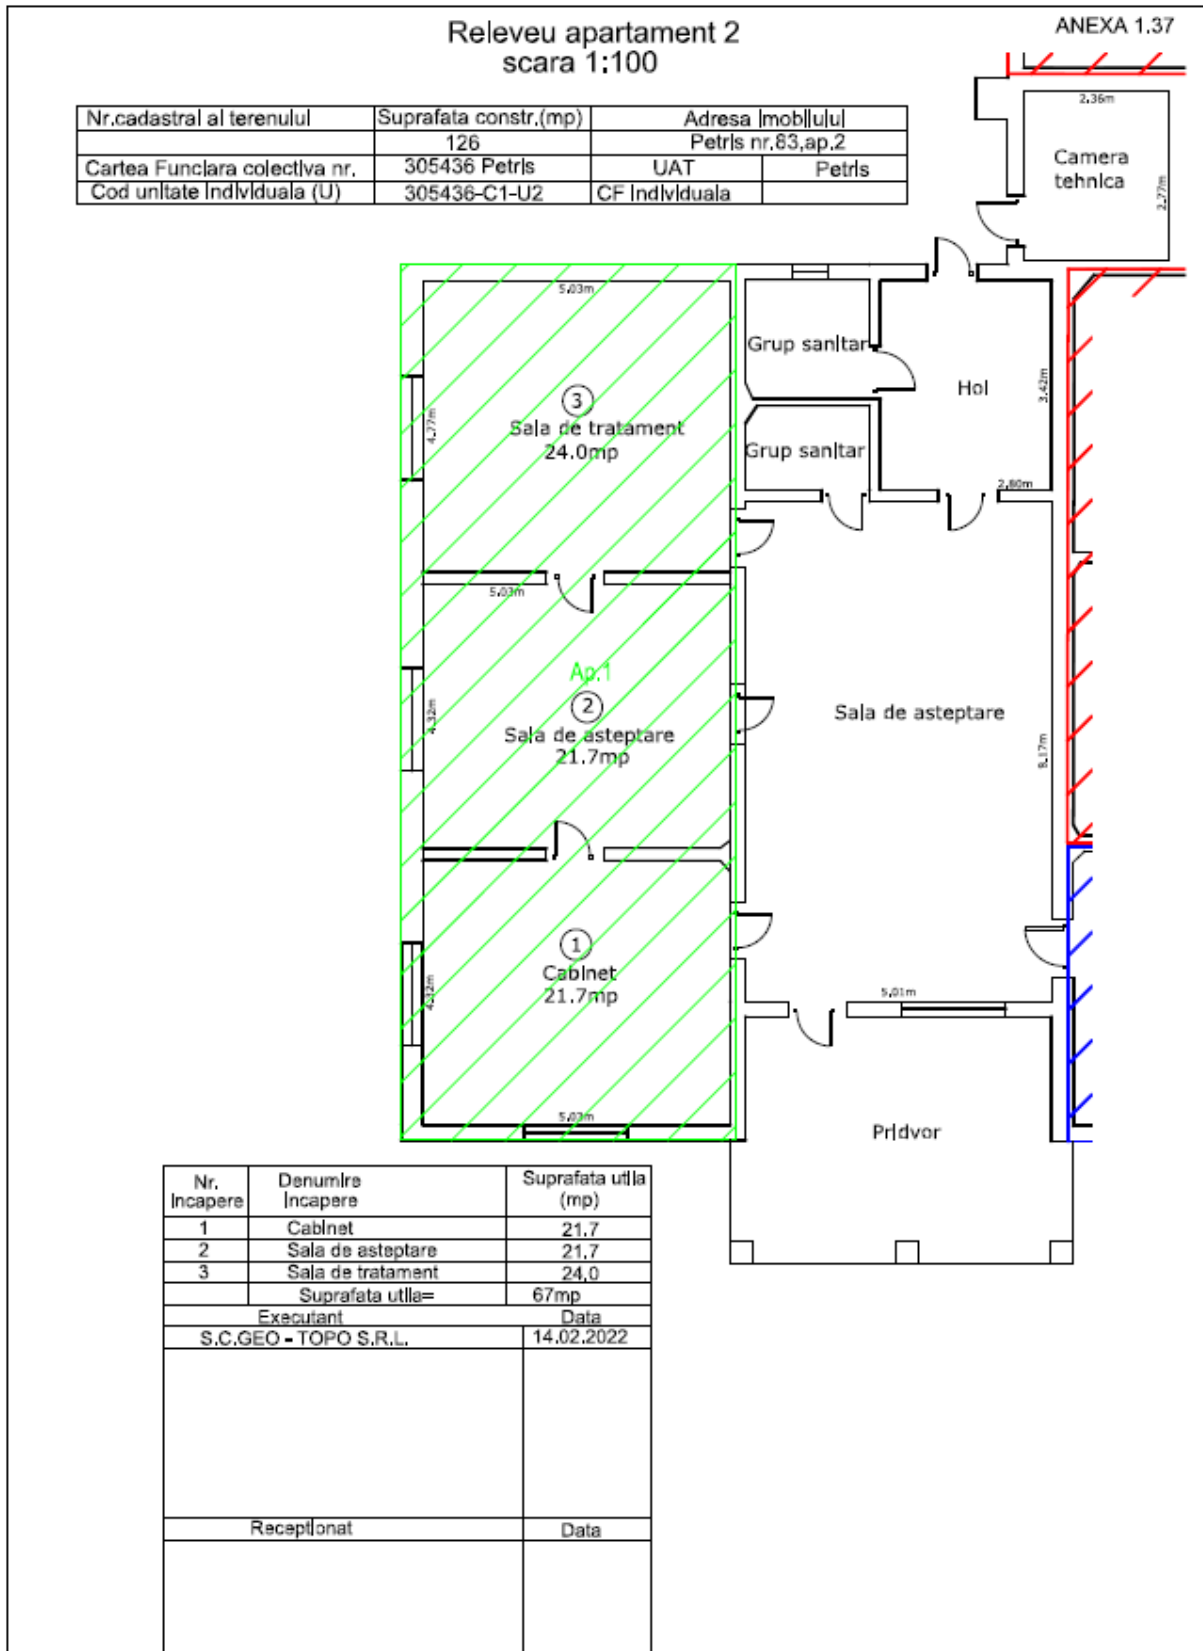 Releveu apartament 2
ANEXA 1.37
scara 1:100
Nr.cadastral al terenului Suprafata constr.(mp) Adresa imobilului
126 Petris nr.83,ap.2
Cartea Funciara colectiva nr. 305436 Petris UAT Petris
Cod unitate individuala (U) 305436-C1-U2 CF individuala
2.36m
Camera
tehnica
2.77m
5.03m
Grup sanitar
Hol
3.42m
3
Sala de tratament
24.0mp
4.77m
Grup sanitar
2.80m
5.03m
Ap.1
2
Sala de asteptare
21.7mp
4.32m
Sala de asteptare
8.17m
1
Cabinet
21.7mp
4.32m
5.01m
5.03m
Pridvor
Nr. Denumire Suprafata utila
incapere incapere (mp)
1 Cabinet 21.7
2 Sala de asteptare 21.7
3 Sala de tratament 24.0
Suprafata utila= 67mp
Executant Data
S.C.GEO - TOPO S.R.L. 14.02.2022
Receptionat Data